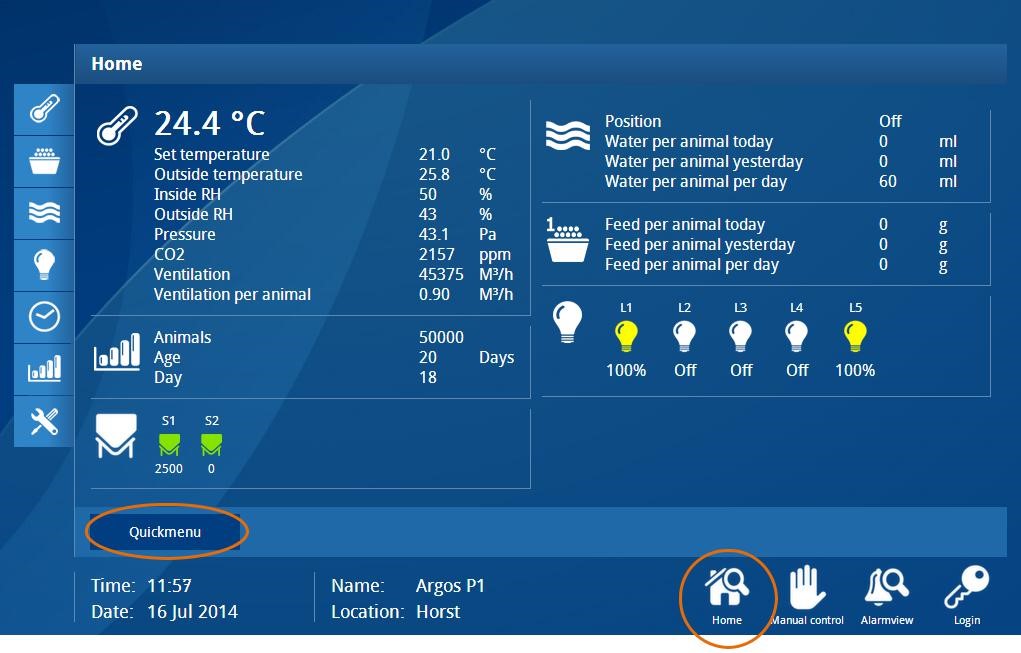 Home
24.4 °C
Set temperature 21.0 °C
Outside temperature 25.8 °C
Inside RH 50 %
Outside RH 43 %
Pressure 43.1 Pa
CO2 2157 ppm
Ventilation 45375 M³/h
Ventilation per animal 0.90 M³/h
Animals 50000
Age 20 Days
Day 18
S1 S2
2500 0
Position Off
Water per animal today 0 ml
Water per animal yesterday 0 ml
Water per animal per day 60 ml
1
Feed per animal today 0 g
Feed per animal yesterday 0 g
Feed per animal per day 0 g
L1 L2 L3 L4 L5
100% Off Off Off 100%
Quickmenu
Time: 11:57
Date: 16 Jul 2014
Name: Argos P1
Location: Horst
Home Manual control Alarmview Login